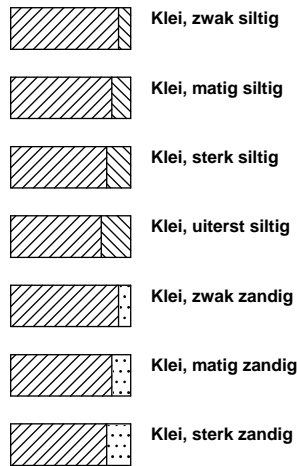 Klei, zwak siltig
Klei, matig siltig
Klei, sterk siltig
Klei, uiterst siltig
Klei, zwak zandig
Klei, matig zandig
Klei, sterk zandig